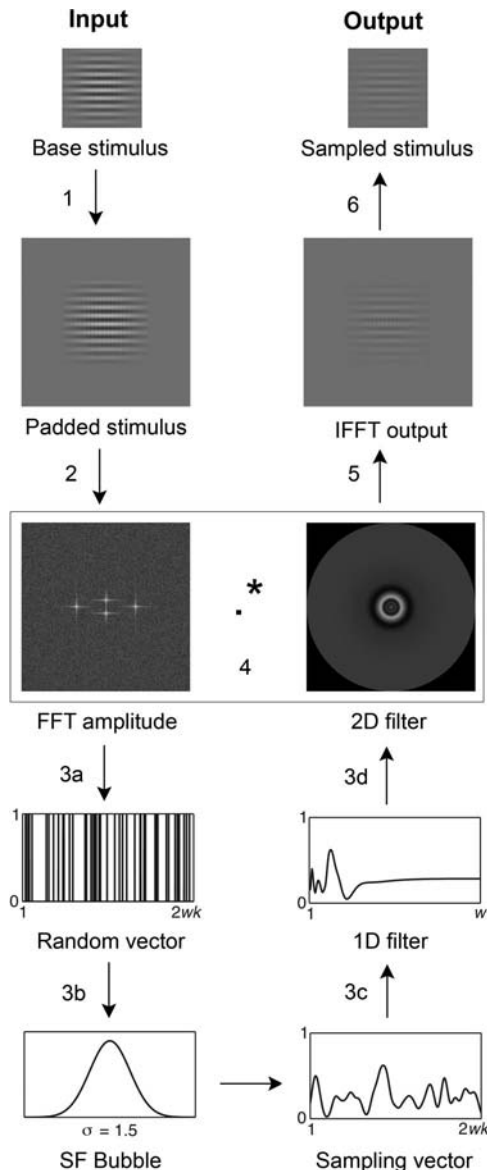 Input
Output
Base stimulus
Sampled stimulus
1
6
Padded stimulus
IFFT output
2
5
.*
4
FFT amplitude
2D filter
3a
3d
1
0
1
2wk
1
0
1
w
Random vector
1D filter
3b
3c
σ = 1.5
1
0
1
2wk
SF Bubble
Sampling vector